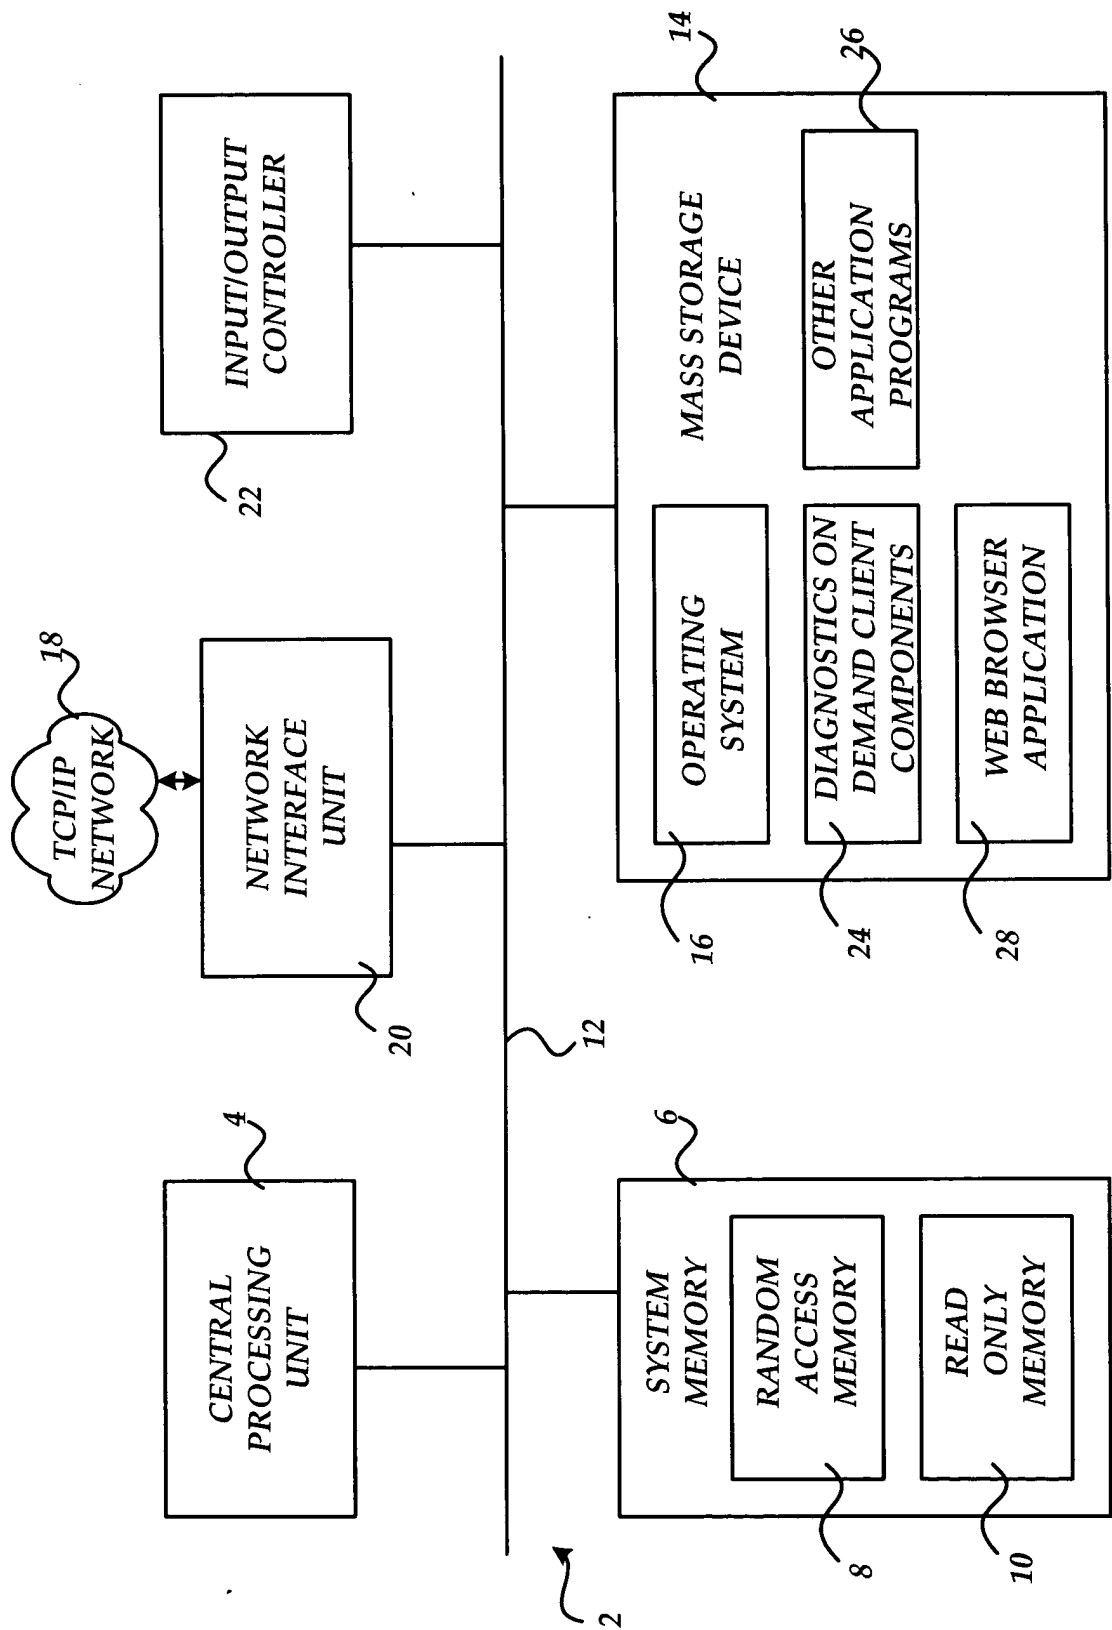 TCP/IP
NETWORK
18
CENTRAL
PROCESSING
UNIT
4
NETWORK
INTERFACE
UNIT
20
INPUT/OUTPUT
CONTROLLER
22
12
2
SYSTEM
MEMORY
6
RANDOM
ACCESS
MEMORY
8
READ
ONLY
MEMORY
10
MASS STORAGE
DEVICE
14
OPERATING
SYSTEM
16
DIAGNOSTICS ON
DEMAND CLIENT
COMPONENTS
24
OTHER
APPLICATION
PROGRAMS
26
WEB BROWSER
APPLICATION
28